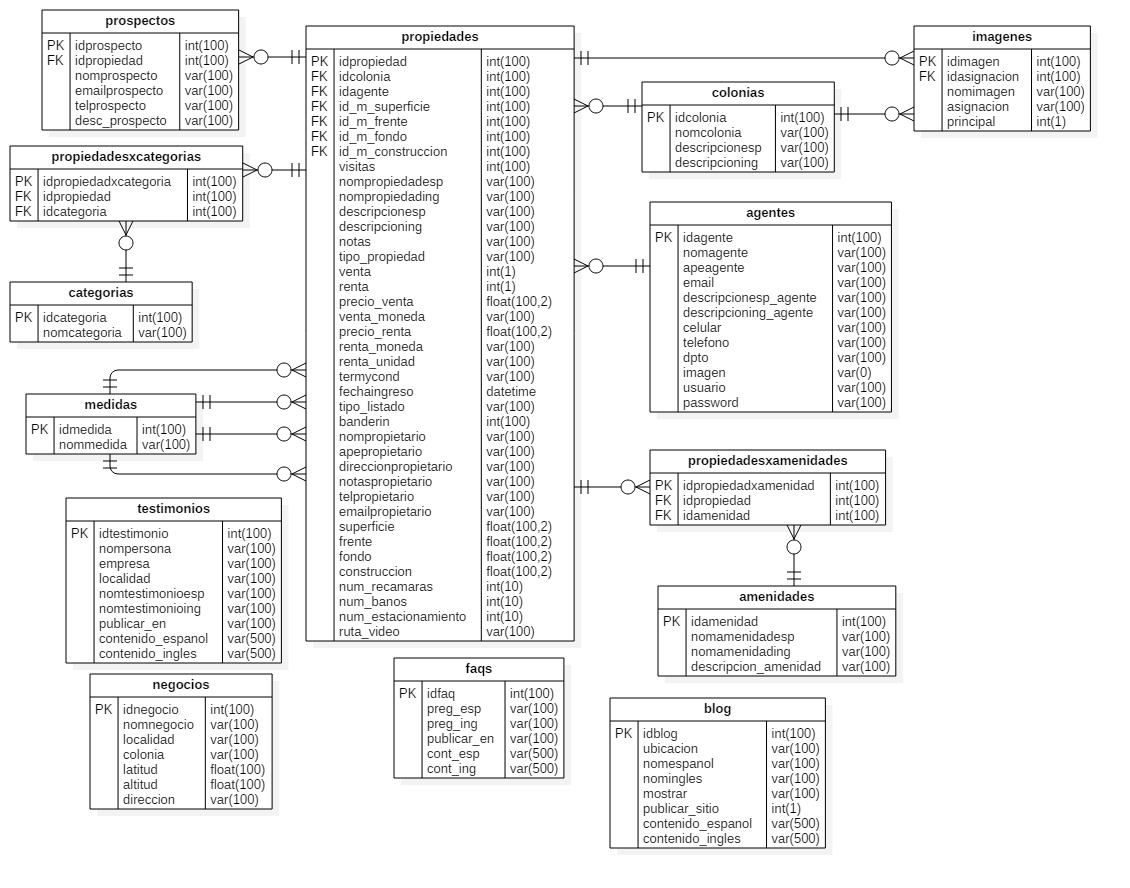 prospectos
PK idprospecto int(100)
FK idpropiedad int(100)
nomprospecto var(100)
emailprospecto var(100)
telprospecto var(100)
desc_prospecto var(100)
propiedadesxcategorias
PK idpropiedadxcategoria int(100)
FK idpropiedad int(100)
FK idcategoria int(100)
categorias
PK idcategoria int(100)
nomcategoria var(100)
medidas
PK idmedida int(100)
nommedida var(100)
testimonios
PK idtestimonio int(100)
nompersona var(100)
empresa var(100)
localidad var(100)
nomtestimonioesp var(100)
nomtestimonioing var(100)
publicar_en var(100)
contenido_espanol var(500)
contenido_ingles var(500)
negocios
PK idnegocio int(100)
nomnegocio var(100)
localidad var(100)
colonia var(100)
latitud float(100)
altitud float(100)
direccion var(100)
propiedades
PK idpropiedad int(100)
FK idcolonia int(100)
FK idagente int(100)
FK id_m_superficie int(100)
FK id_m_frente int(100)
FK id_m_fondo int(100)
FK id_m_construccion int(100)
visitas int(100)
nompropiedadesp var(100)
nompropiedading var(100)
descripcionesp var(100)
descripcioning var(100)
notas var(100)
tipo_propiedad var(100)
venta int(1)
renta int(1)
precio_venta float(100,2)
venta_moneda var(100)
precio_renta float(100,2)
renta_moneda var(100)
renta_unidad var(100)
termycond var(100)
fechaingreso datetime
tipo_listado var(100)
banderin int(100)
nompropietario var(100)
apepropietario var(100)
direccionpropietario var(100)
notaspropietario var(100)
telpropietario var(100)
emailpropietario var(100)
superficie float(100,2)
frente float(100,2)
fondo float(100,2)
construccion float(100,2)
num_recamaras int(10)
num_banos int(10)
num_estacionamiento int(10)
ruta_video var(100)
faqs
PK idfaq int(100)
preg_esp var(100)
preg_ing var(100)
publicar_en var(100)
cont_esp var(500)
cont_ing var(500)
imagenes
PK idimagen int(100)
FK idasignacion int(100)
nomimagen var(100)
asignacion var(100)
principal int(1)
colonias
PK idcolonia int(100)
nomcolonia var(100)
descripcionesp var(100)
descripcioning var(100)
agentes
PK idagente int(100)
nomagente var(100)
apeagente var(100)
email var(100)
descripcionesp_agente var(100)
descripcioning_agente var(100)
celular var(100)
telefono var(100)
dpto var(100)
imagen var(0)
usuario var(100)
password var(100)
propiedadesxamenidades
PK idpropiedadxamenidad int(100)
FK idpropiedad int(100)
FK idamenidad int(100)
amenidades
PK idamenidad int(100)
nomamenidadesp var(100)
nomamenidading var(100)
descripcion_amenidad var(100)
blog
PK idblog int(100)
ubicacion var(100)
nomespanol var(100)
nomingles var(100)
mostrar var(100)
publicar_sitio int(1)
contenido_espanol var(500)
contenido_ingles var(500)